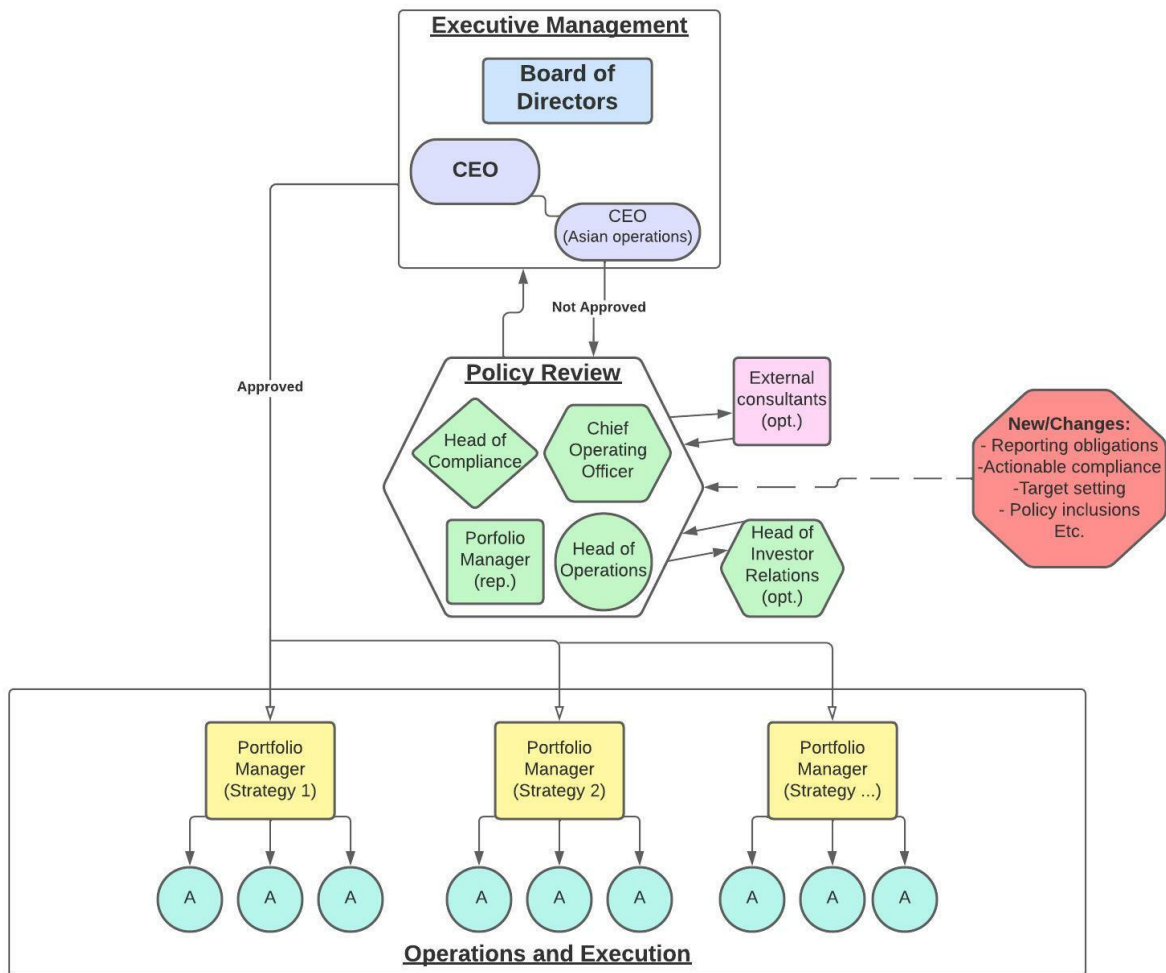 Executive Management
Board of
Directors
CEO
CEO
(Asian operations)
Not Approved
Approved
Policy Review
Head of
Compliance
Chief
Operating
Officer
Porfolio
Manager
(rep.)
Head of
Operations
External
consultants
(opt.)
Head of
Investor
Relations
(opt.)
New/Changes:
- Reporting obligations
-Actionable compliance
-Target setting
- Policy inclusions
Etc.
Portfolio
Manager
(Strategy 1)
Portfolio
Manager
(Strategy 2)
Portfolio
Manager
(Strategy ...)
A
A
A
A
A
A
A
A
A
Operations and Execution